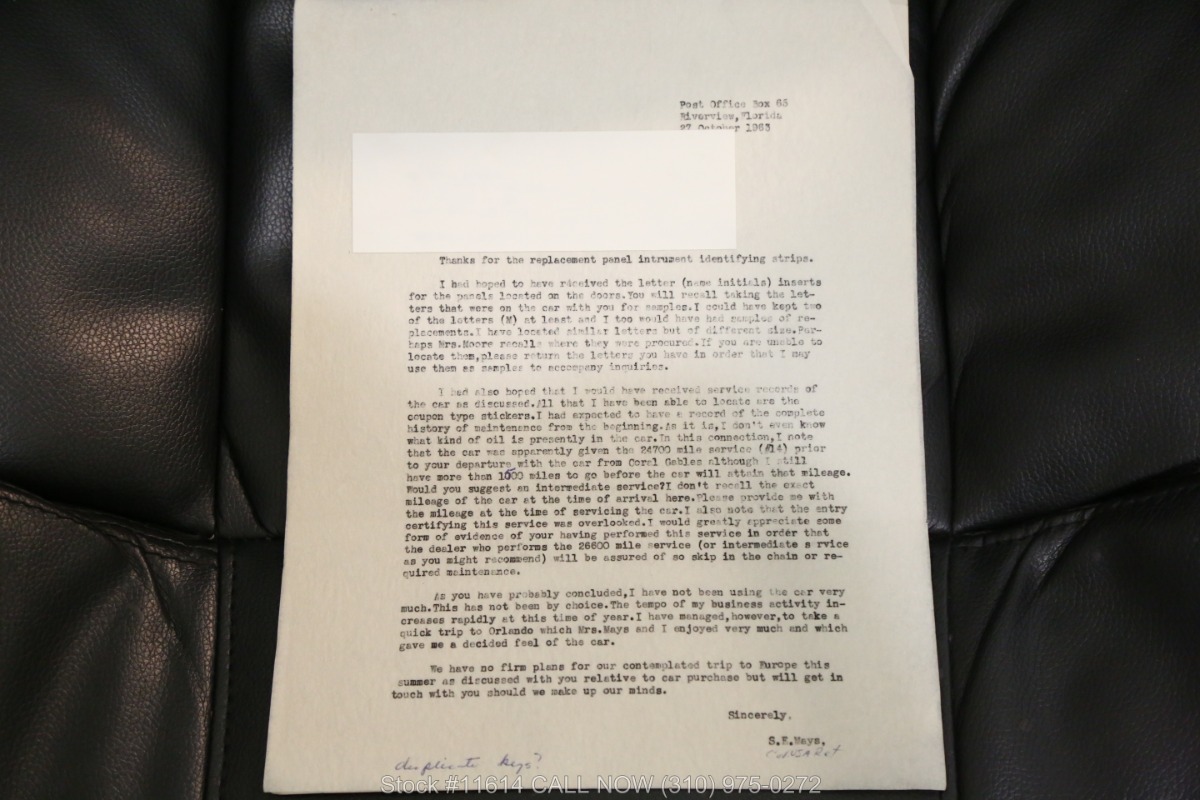 Post Office Box 65
Riverview,Florida
27 October 1963
Thanks for the replacement panel intrument identifying strips.
I had hoped to have received the letter (name initials) inserts
for the panels located on the doors.You will recall taking the let-
ters that were on the car with you for samples.I could have kept two
of the letters (M) at least and I too would have had samples of re-
placements.I have located similar letters but of different size.Per-
haps Mrs.Moore recalls where they were procured.If you are unable to
locate them,please return the letters you have in order that I may
use them as samples to accompany inquiries.
I had also hoped that I would have received service records of
the car as discussed.All that I have been able to locate are the
coupon type stickers.I had expected to have a record of the complete
history of maintenance from the beginning.As it is,I don't even know
what kind of oil is presently in the car.In this connection,I note
that the car was apparently given the 24700 mile service (#14) prior
to your departure with the car from Coral Gables although I still
have more than 1000 miles to go before the car will attain that mileage.
Would you suggest an intermediate service?I don't recall the exact
mileage of the car at the time of arrival here.Please provide me with
the mileage at the time of servicing the car.I also note that the entry
certifying this service was overlooked.I would greatly appreciate some
form of evidence of your having performed this service in order that
the dealer who performs the 26600 mile service (or intermediate s rvice
as you might recommend) will be assured of so skip in the chain or re-
quired maintenance.
As you have probably concluded,I have not been using the car very
much.This has not been by choice.The tempo of my business activity in-
creases rapidly at this time of year.I have managed,however,to take a
quick trip to Orlando which Mrs.Mays and I enjoyed very much and which
gave me a decided feel of the car.
We have no firm plans for our contemplated trip to Europe this
summer as discussed with you relative to car purchase but will get in
touch with you should we make up our minds.
Sincerely,
S.E.Mays,
duplicate keys?
Stock #11614 CALL NOW (310) 975-0272